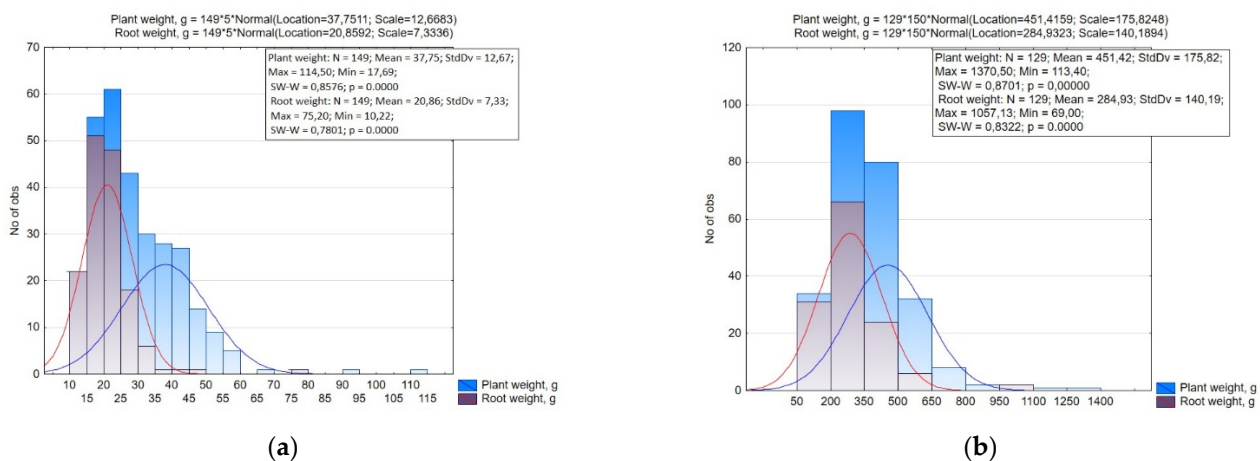 Plant weight, g = 149*5*Normal(Location=37,7511; Scale=12,6683)
Root weight, g = 149*5*Normal(Location=20,8592; Scale=7,3336)
Plant weight: N = 149; Mean = 37,75; StdDv = 12,67;
Max = 114,50; Min = 17,69;
SW-W = 0,8576; p = 0.0000
Root weight: N = 149; Mean = 20,86; StdDv = 7,33;
Max = 75,20; Min = 10,22;
SW-W = 0,7801; p = 0.0000
No of obs
70
60
50
40
30
20
10
0
10 20 30 40 50 60 70 80 90 100 110
15 25 35 45 55 65 75 85 95 105 115
Plant weight, g
Root weight, g
(a)
Plant weight, g = 129*150*Normal(Location=451,4159; Scale=175,8248)
Root weight, g = 129*150*Normal(Location=284,9323; Scale=140,1894)
Plant weight: N = 129; Mean = 451,42; StdDv = 175,82;
Max = 1370,50; Min = 113,40;
SW-W = 0,8701; p = 0,00000
Root weight: N = 129; Mean = 284,93; StdDv = 140,19;
Max = 1057,13; Min = 69,00;
SW-W = 0,8322; p = 0.0000
No of obs
120
100
80
60
40
20
0
50 200 350 500 650 800 950 1100 1250 1400
Plant weight, g
Root weight, g
(b)